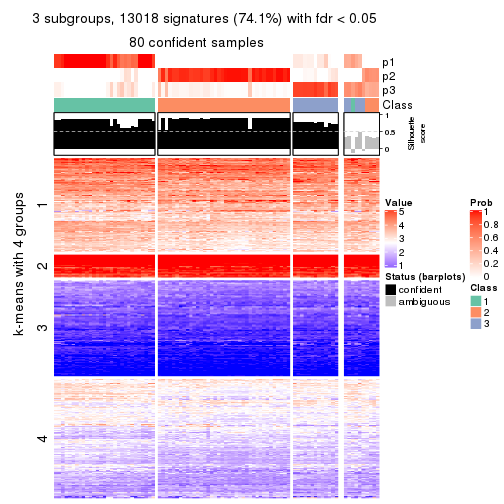 3 subgroups, 13018 signatures (74.1%) with fdr < 0.05
80 confident samples
p1
p2
p3
Class
1
0.5
0
Silhouette
score
k-means with 4 groups
1
2
3
4
Value
5
4
3
2
1
Status (barplots)
confident
ambiguous
Prob
1
0.8
0.6
0.4
0.2
0
Class
1
2
3